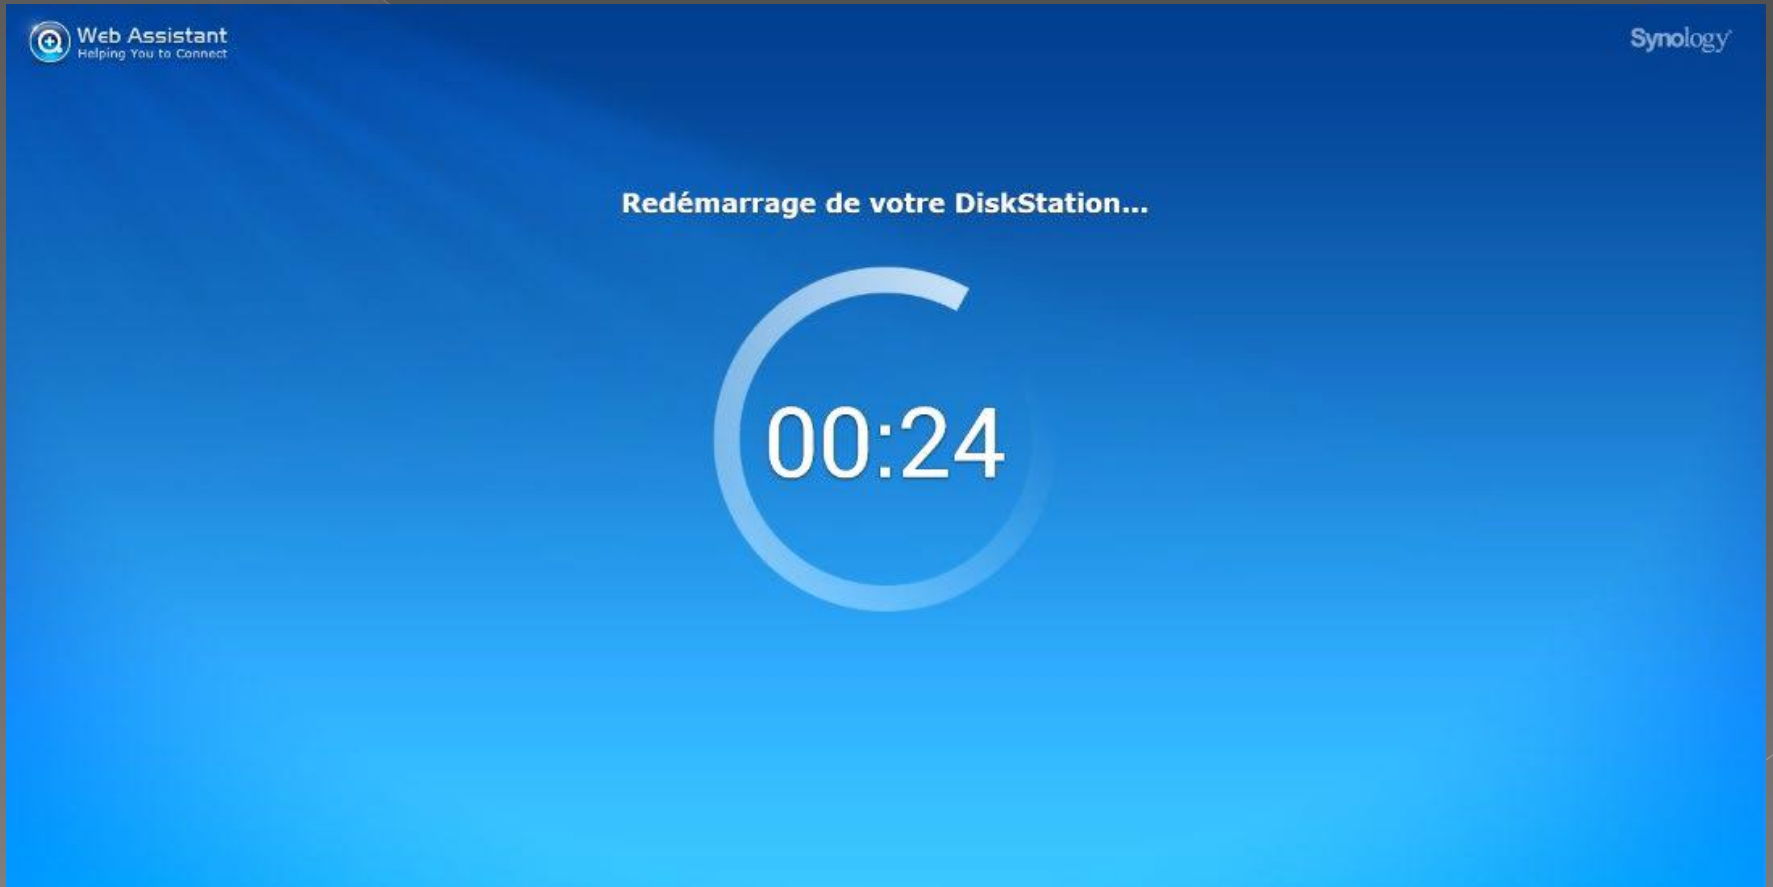 Web Assistant
Helping You to Connect
Synology
Redémarrage de votre DiskStation...
00:24